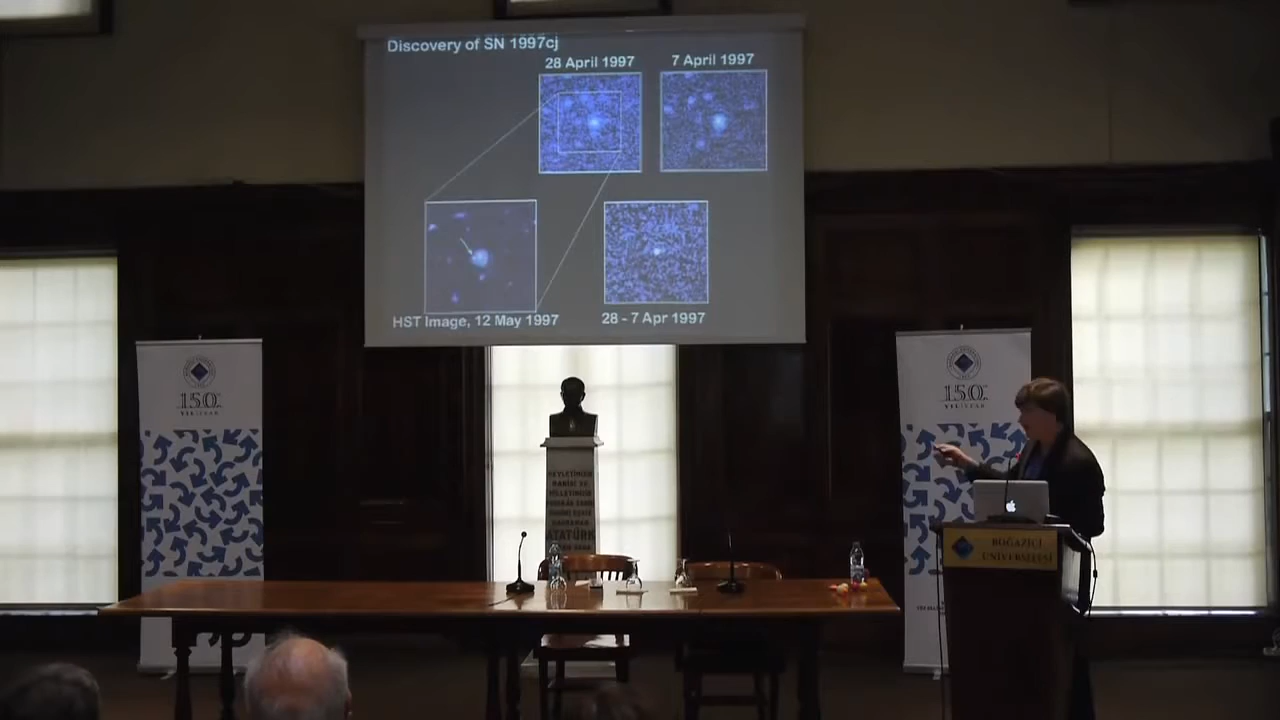 Discovery of SN 1997cj
28 April 1997
7 April 1997
HST Image, 12 May 1997
28 - 7 Apr 1997
150.
150.
ATATÜRK
BOĞAZİÇİ
ÜNİVERSİTESİ